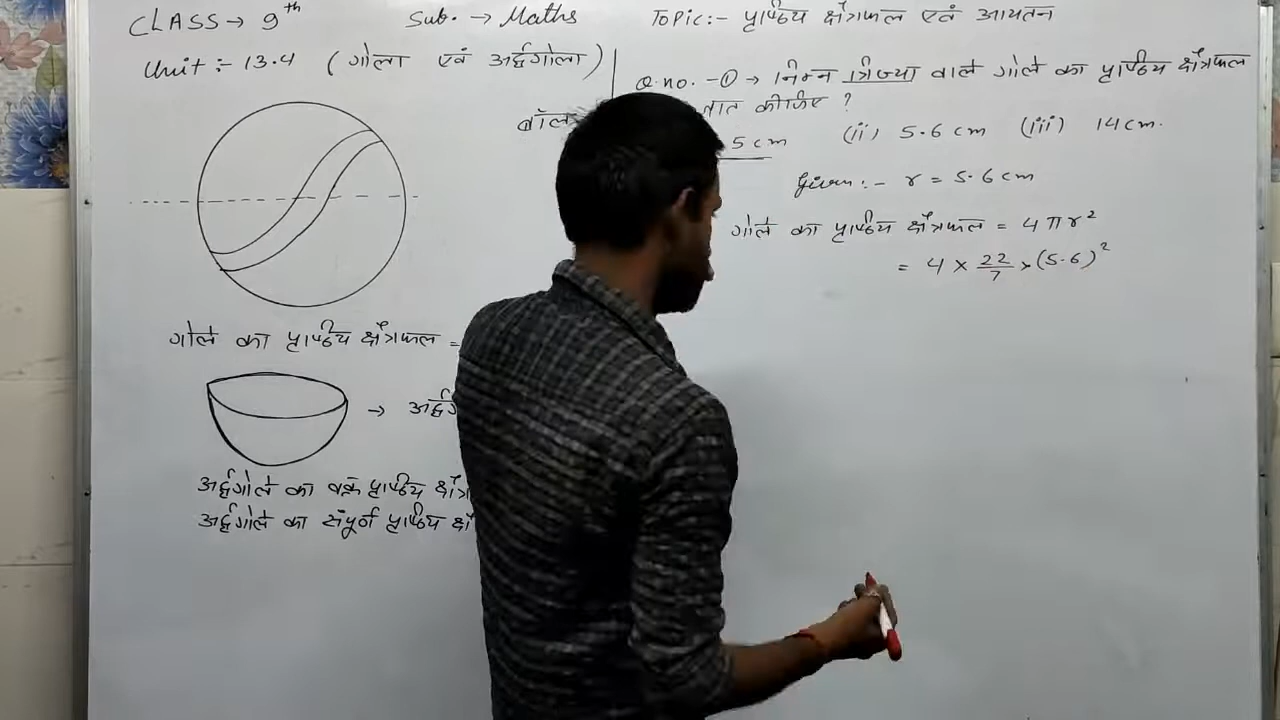 CLASS → 9th Sub. → Maths Topic:- पृष्ठीय क्षेत्रफल एवं आयतन
Unit :- 13.4 (गोला एवं अर्द्धगोला)
Q.no. -① → निम्न त्रिज्या वाले गोले का पृष्ठीय क्षेत्रफल
कीजिए ?
5 cm (ii) 5.6 cm (iii) 14 cm.
Given:- r = 5.6 cm
गोले का पृष्ठीय क्षेत्रफल = 4πr²
= 4 × 22/7 × (5.6)²
गोले का पृष्ठीय क्षेत्रफल =
→
अर्द्धगोले का वक्र पृष्ठीय
अर्द्धगोले का संपूर्ण पृष्ठीय